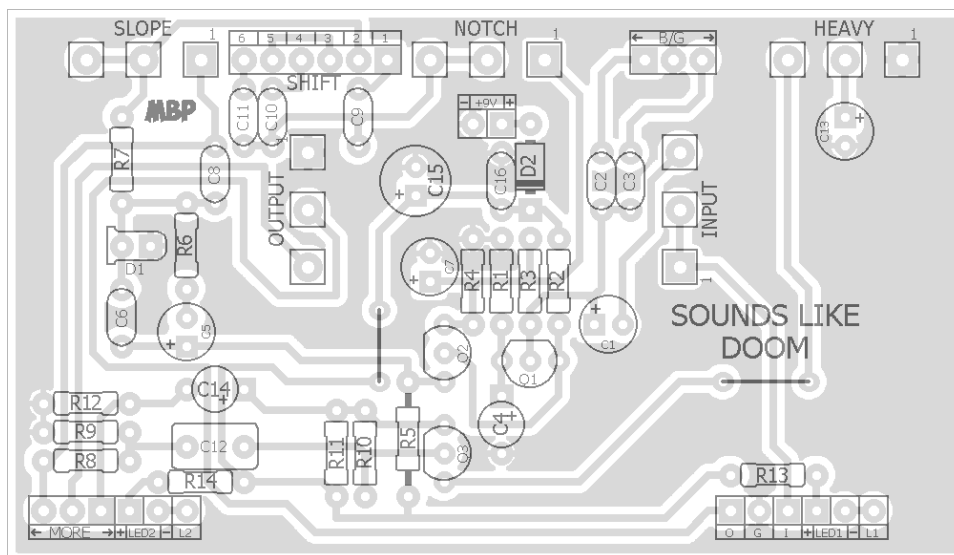 SLOPE
NOTCH
HEAVY
1
6 5 4 3 2 1
1
← B/G →
1
SHIFT
MBP
- +9V +
C11
C10
C9
C13
+
R7
C8
1
OUTPUT
C15
+
C16
D2
C2
C3
INPUT
1
D1
R6
C7
+
R4
R1
R3
R2
C6
C5
+
C1
+
SOUNDS LIKE
DOOM
Q2
Q1
C14
+
R12
R9
R8
C12
R14
R11
R10
R5
Q3
C4
+
R13
← MORE → + LED2 - L2
O G I + LED1 - L1